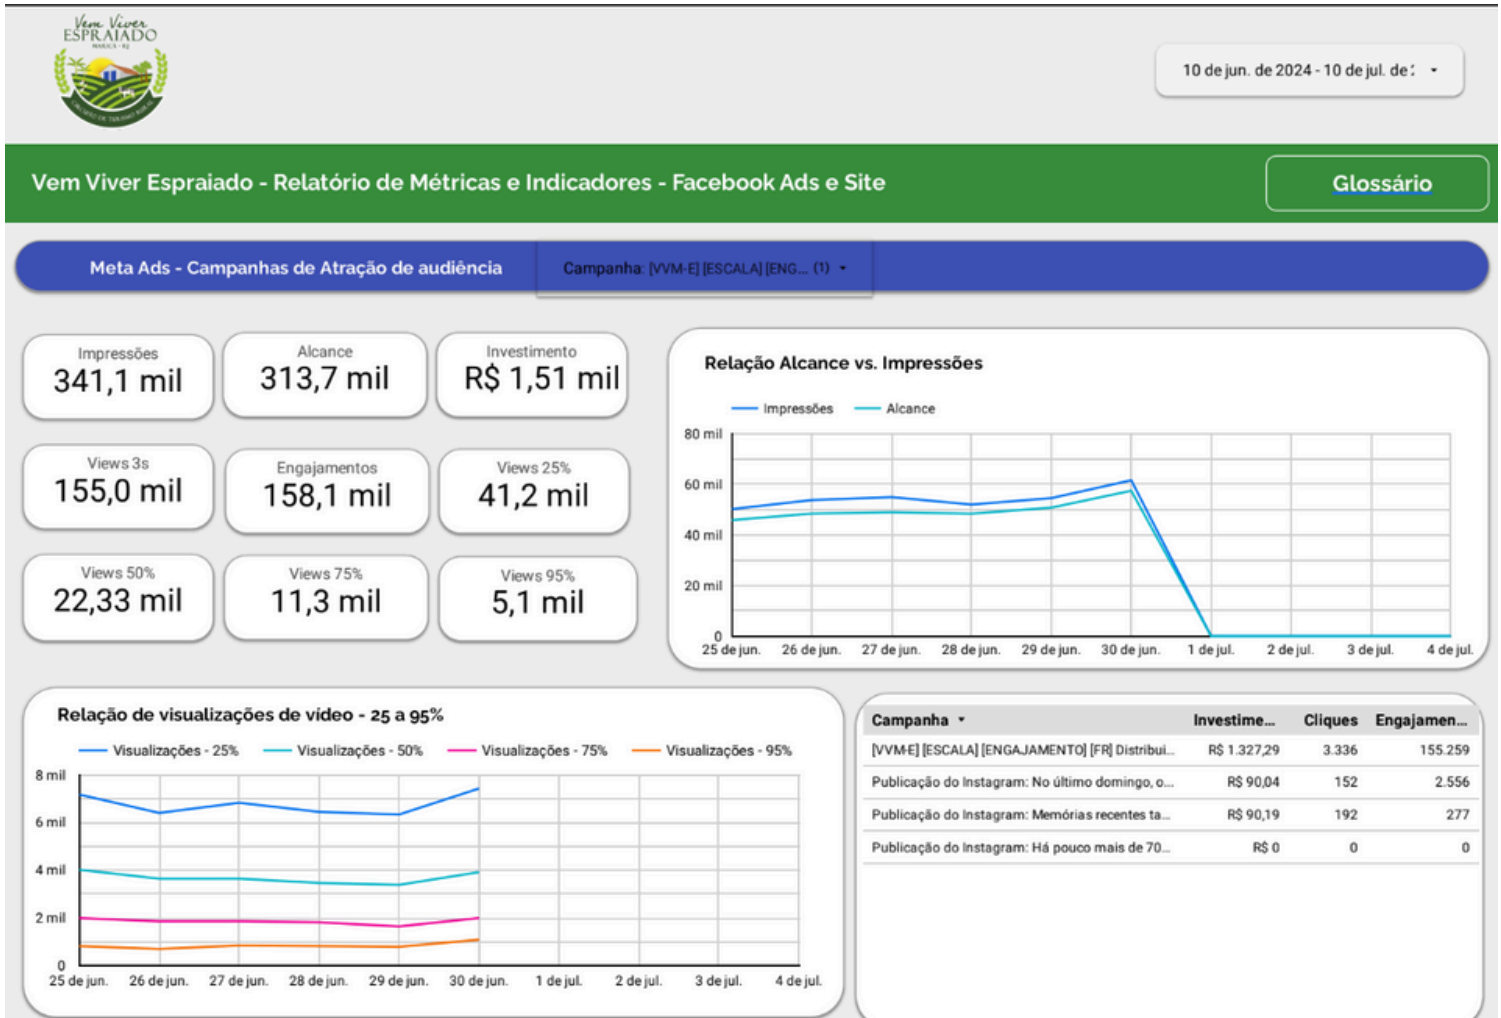 Vem Viver
ESPRAIADO
MARICÁ - RJ
CIRCUITO DE TURISMO RURAL
10 de jun. de 2024 - 10 de jul. de
Vem Viver Espraiado - Relatório de Métricas e Indicadores - Facebook Ads e Site
Glossário
Meta Ads - Campanhas de Atração de audiência
Campanha: [VVM-E] [ESCALA] [ENG... (1)
Impressões
341,1 mil
Alcance
313,7 mil
Investimento
R$ 1,51 mil
Views 3s
155,0 mil
Engajamentos
158,1 mil
Views 25%
41,2 mil
Views 50%
22,33 mil
Views 75%
11,3 mil
Views 95%
5,1 mil
Relação Alcance vs. Impressões
Impressões Alcance
80 mil
60 mil
40 mil
20 mil
0
25 de jun. 26 de jun. 27 de jun. 28 de jun. 29 de jun. 30 de jun. 1 de jul. 2 de jul. 3 de jul. 4 de jul.
Relação de visualizações de vídeo - 25 a 95%
Visualizações - 25% Visualizações - 50% Visualizações - 75% Visualizações - 95%
8 mil
6 mil
4 mil
2 mil
0
25 de jun. 26 de jun. 27 de jun. 28 de jun. 29 de jun. 30 de jun. 1 de jul. 2 de jul. 3 de jul. 4 de jul.
Campanha Investime... Cliques Engajamen...
[VVM-E] [ESCALA] [ENGAJAMENTO] [FR] Distribui... R$ 1.327,29 3.336 155.259
Publicação do Instagram: No último domingo, o... R$ 90,04 152 2.556
Publicação do Instagram: Memórias recentes ta... R$ 90,19 192 277
Publicação do Instagram: Há pouco mais de 70... R$ 0 0 0